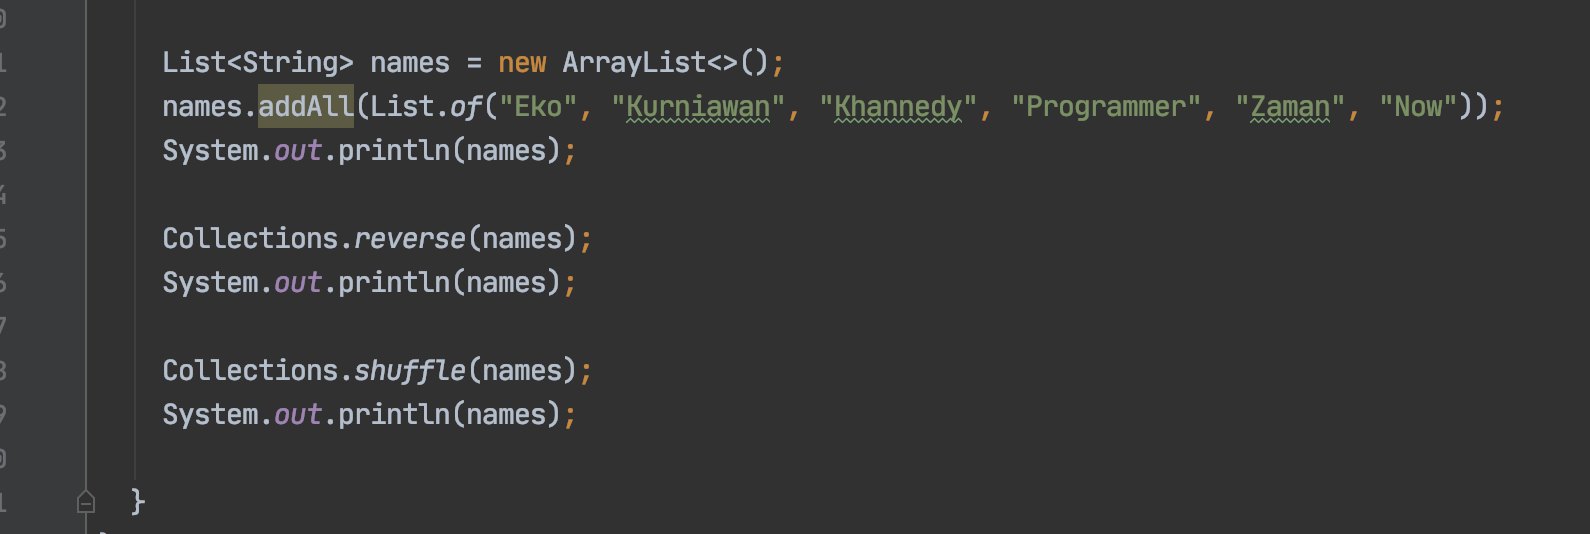 List<String> names = new ArrayList<>();
names.addAll(List.of("Eko", "Kurniawan", "Khannedy", "Programmer", "Zaman", "Now"));
System.out.println(names);
Collections.reverse(names);
System.out.println(names);
Collections.shuffle(names);
System.out.println(names);
}